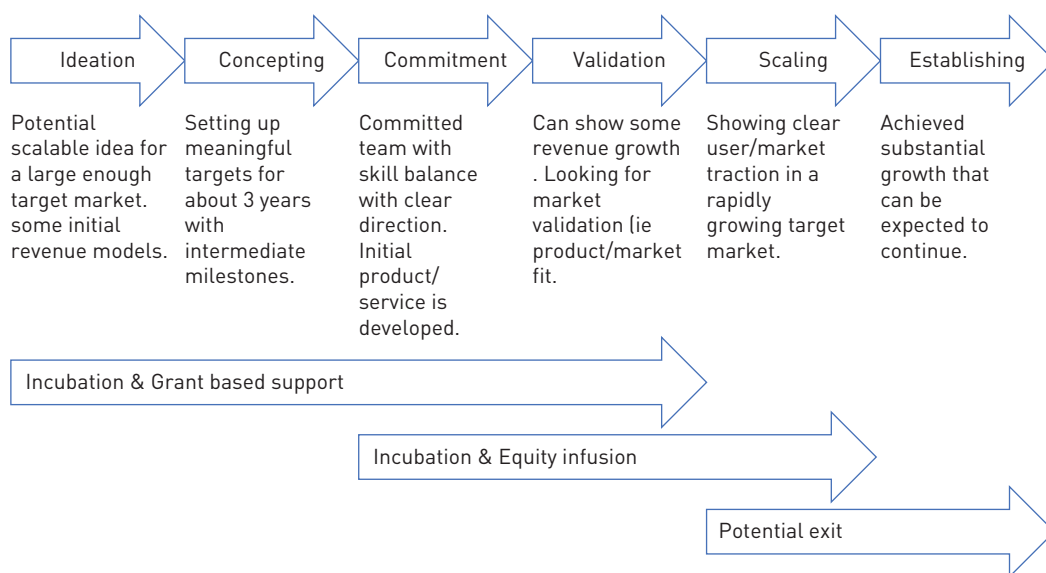 Ideation
Concepting
Commitment
Validation
Scaling
Establishing
Potential
scalable idea for
a large enough
target market.
some initial
revenue models.
Setting up
meaningful
targets for
about 3 years
with
intermediate
milestones.
Committed
team with
skill balance
with clear
direction.
Initial
product/
service is
developed.
Can show some
revenue growth
. Looking for
market
validation (ie
product/market
fit.
Showing clear
user/market
traction in a
rapidly
growing target
market.
Achieved
substantial
growth that
can be
expected to
continue.
Incubation & Grant based support
Incubation & Equity infusion
Potential exit